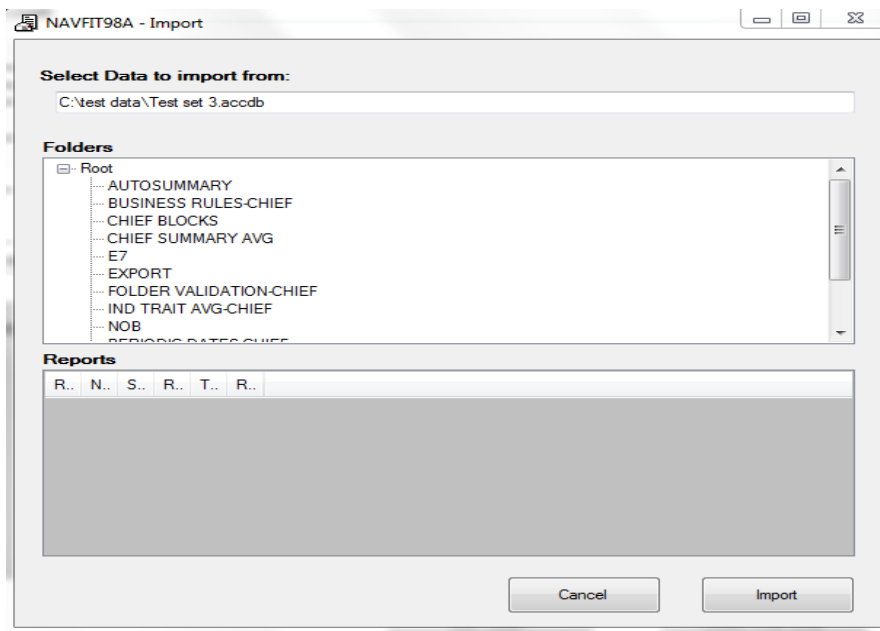 NAVFIT98A - Import
Select Data to import from:
C:\test data\Test set 3.accdb
Folders
Root
AUTOSUMMARY
BUSINESS RULES-CHIEF
CHIEF BLOCKS
CHIEF SUMMARY AVG
E7
EXPORT
FOLDER VALIDATION-CHIEF
IND TRAIT AVG-CHIEF
NOB
Reports
R.. N.. S.. R.. T.. R..
Cancel Import